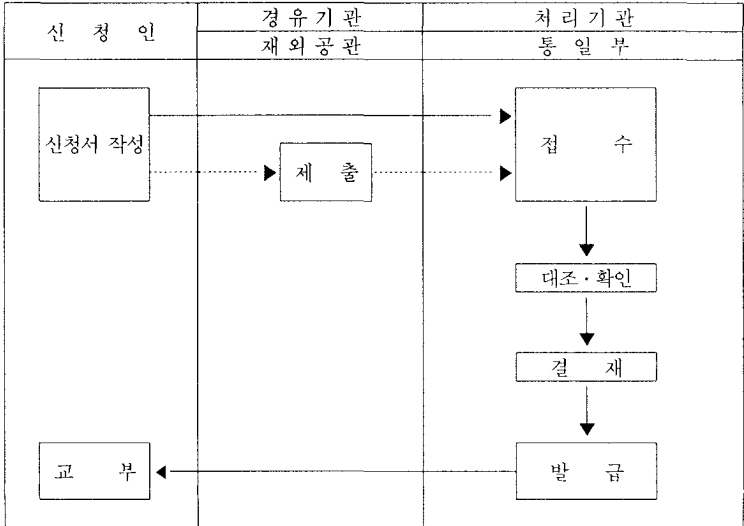 신 청 인
경 유 기 관
처 리 기 관
재 외 공 관
통 일 부
신청서 작성
접 수
제 출
대조 · 확인
결 재
교 부
발 급